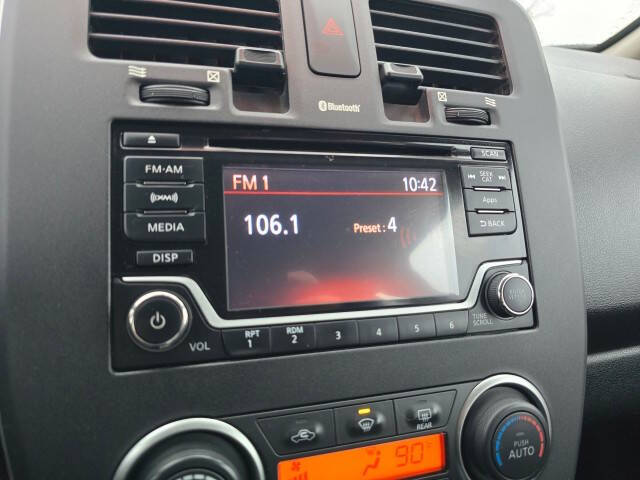 Bluetooth
SCAN
FM·AM
((XM))
MEDIA
DISP
FM 1 10:42
106.1 Preset : 4
SEEK
CAT
Apps
BACK
VOL
RPT
1
RDM
2
3
4
5
6
TUNE
SCROLL
REAR
90°
PUSH
AUTO